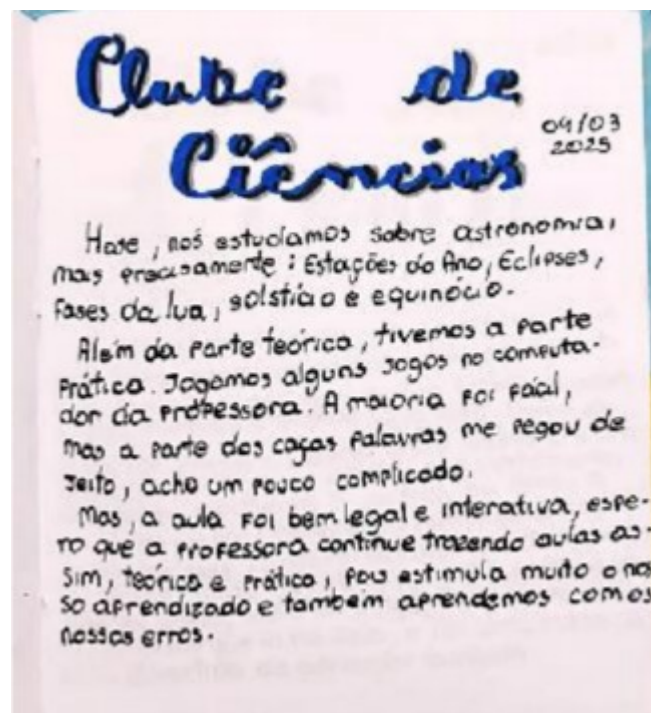 Clube de
Ciências
04/03
2025
Hoje, nós estudamos sobre astronomia,
mas precisamente: Estações do Ano, Eclipses,
fases da lua, solstício e equinócio.
Além da parte teórica, tivemos a parte
Prática. Jogamos alguns jogos no computa-
dor da professora. A maioria foi fácil,
mas a parte dos caças palavras me pegou de
jeito, acho um pouco complicado.
Mas, a aula foi bem legal e interativa, espe-
ro que a professora continue trazendo aulas as-
sim, teórica e prática, pois estimula muito o nos
so aprendizado e também aprendemos com os
nossos erros.